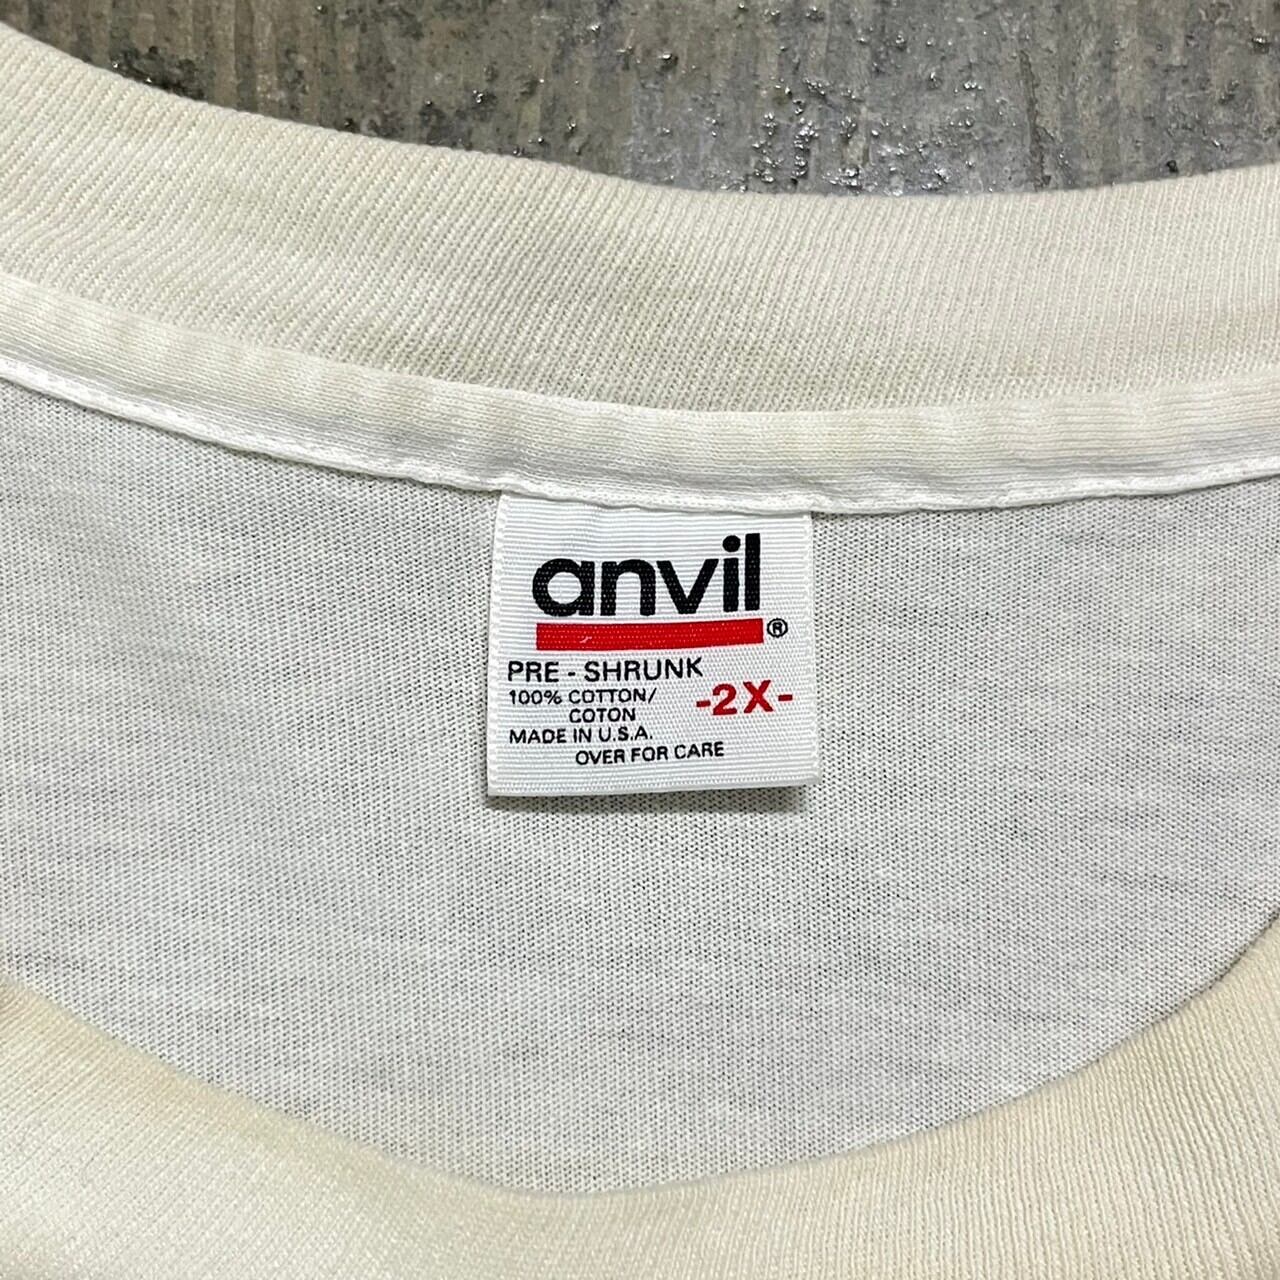 anvil®
PRE - SHRUNK
100% COTTON/
COTON
-2X-
MADE IN U.S.A.
OVER FOR CARE